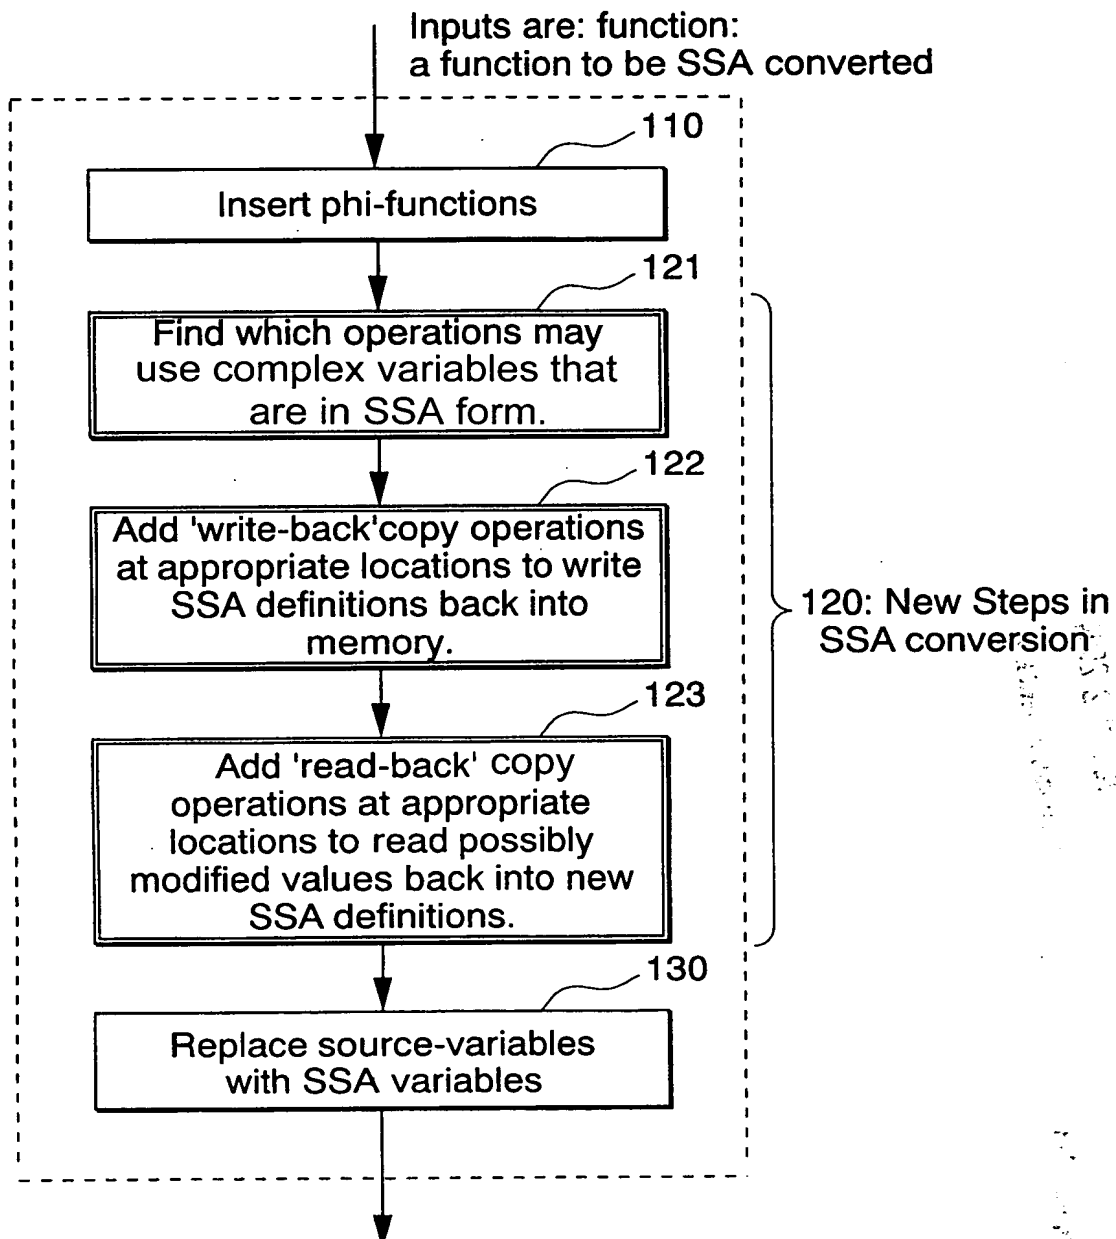 Inputs are: function:
a function to be SSA converted
110
Insert phi-functions
121
Find which operations may
use complex variables that
are in SSA form.
122
Add 'write-back'copy operations
at appropriate locations to write
SSA definitions back into
memory.
120: New Steps in
SSA conversion
123
Add 'read-back' copy
operations at appropriate
locations to read possibly
modified values back into new
SSA definitions.
130
Replace source-variables
with SSA variables